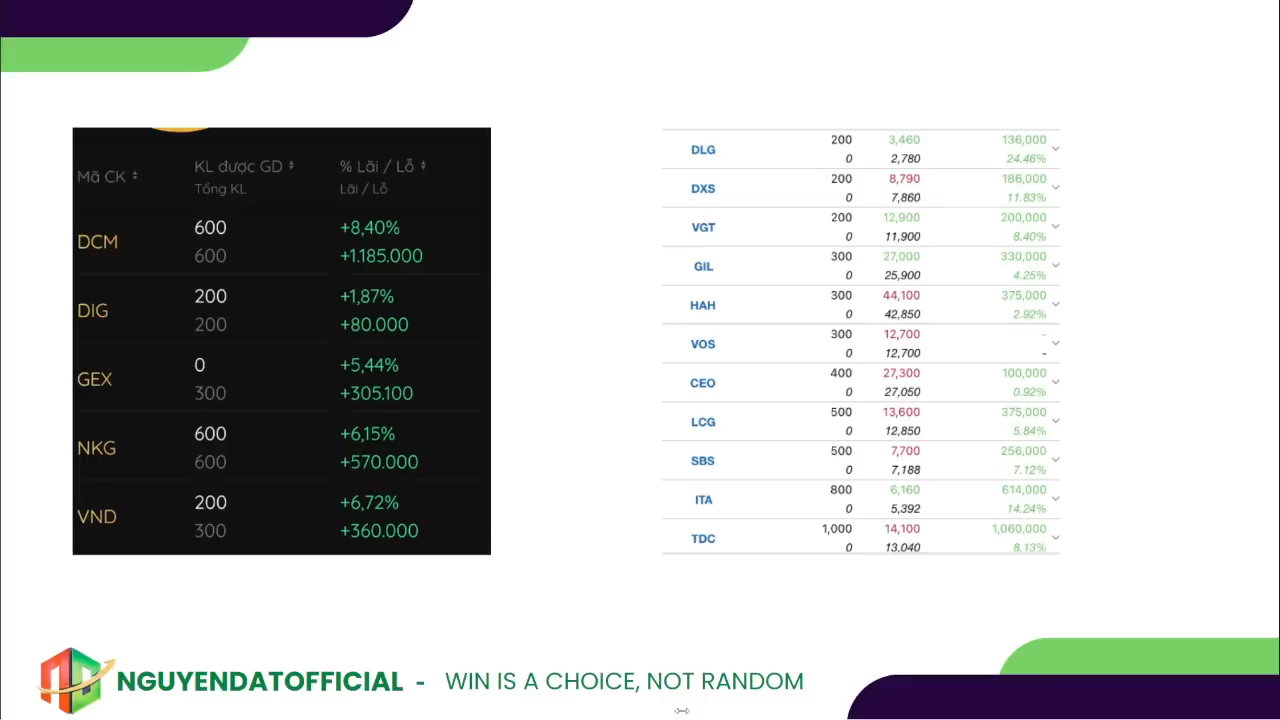 Mã CK KL được GD % Lãi / Lỗ
Tổng KL Lãi / Lỗ
DCM 600 +8,40%
600 +1.185.000
DIG 200 +1,87%
200 +80.000
GEX 0 +5,44%
300 +305.100
NKG 600 +6,15%
600 +570.000
VND 200 +6,72%
300 +360.000
DLG 200 3,460 136,000
0 2,780 24.46%
DXS 200 8,790 186,000
0 7,860 11.83%
VGT 200 12,900 200,000
0 11,900 8.40%
GIL 300 27,000 330,000
0 25,900 4.25%
HAH 300 44,100 375,000
0 42,850 2.92%
VOS 300 12,700 -
0 12,700 -
CEO 400 27,300 100,000
0 27,050 0.92%
LCG 500 13,600 375,000
0 12,850 5.84%
SBS 500 7,700 256,000
0 7,188 7.12%
ITA 800 6,160 614,000
0 5,392 14.24%
TDC 1,000 14,100 1,060,000
0 13.040 8.13%
NGUYENDATOFFICIAL - WIN IS A CHOICE, NOT RANDOM